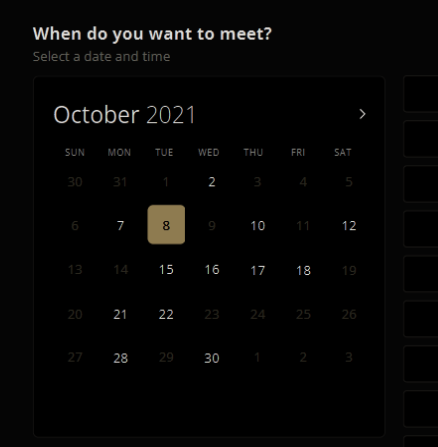 When do you want to meet?
Select a date and time
October 2021
SUN MON TUE WED THU FRI SAT
30 31 1 2 3 4 5
6 7 8 9 10 11 12
13 14 15 16 17 18 19
20 21 22 23 24 25 26
27 28 29 30 1 2 3